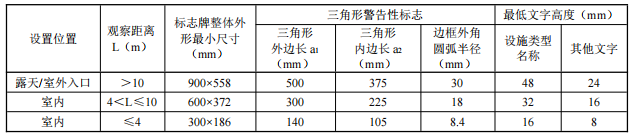 设置位置 观察距离 L（m） 标志牌整体外形最小尺寸（mm） 三角形警告性标志 最低文字高度（mm）
三角形外边长 a1（mm） 三角形内边长 a2（mm） 边框外角圆弧半径（mm） 设施类型名称 其他文字
露天/室外入口 ＞10 900×558 500 375 30 48 24
室内 4＜L≤10 600×372 300 225 18 32 16
室内 ≤4 300×186 140 105 8.4 16 8